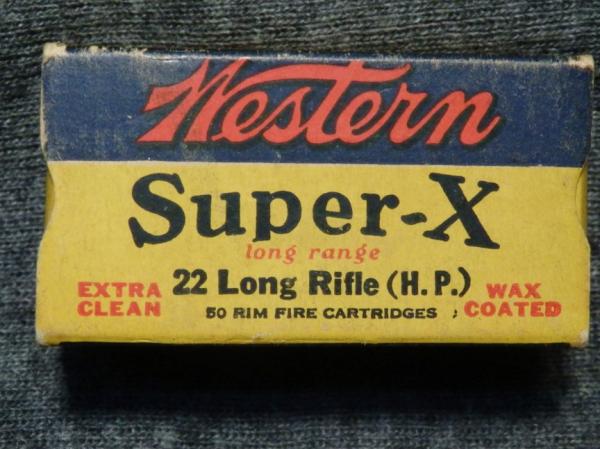 Western
Super-X
long range
22 Long Rifle (H.P.)
EXTRA CLEAN
50 RIM FIRE CARTRIDGES
WAX COATED